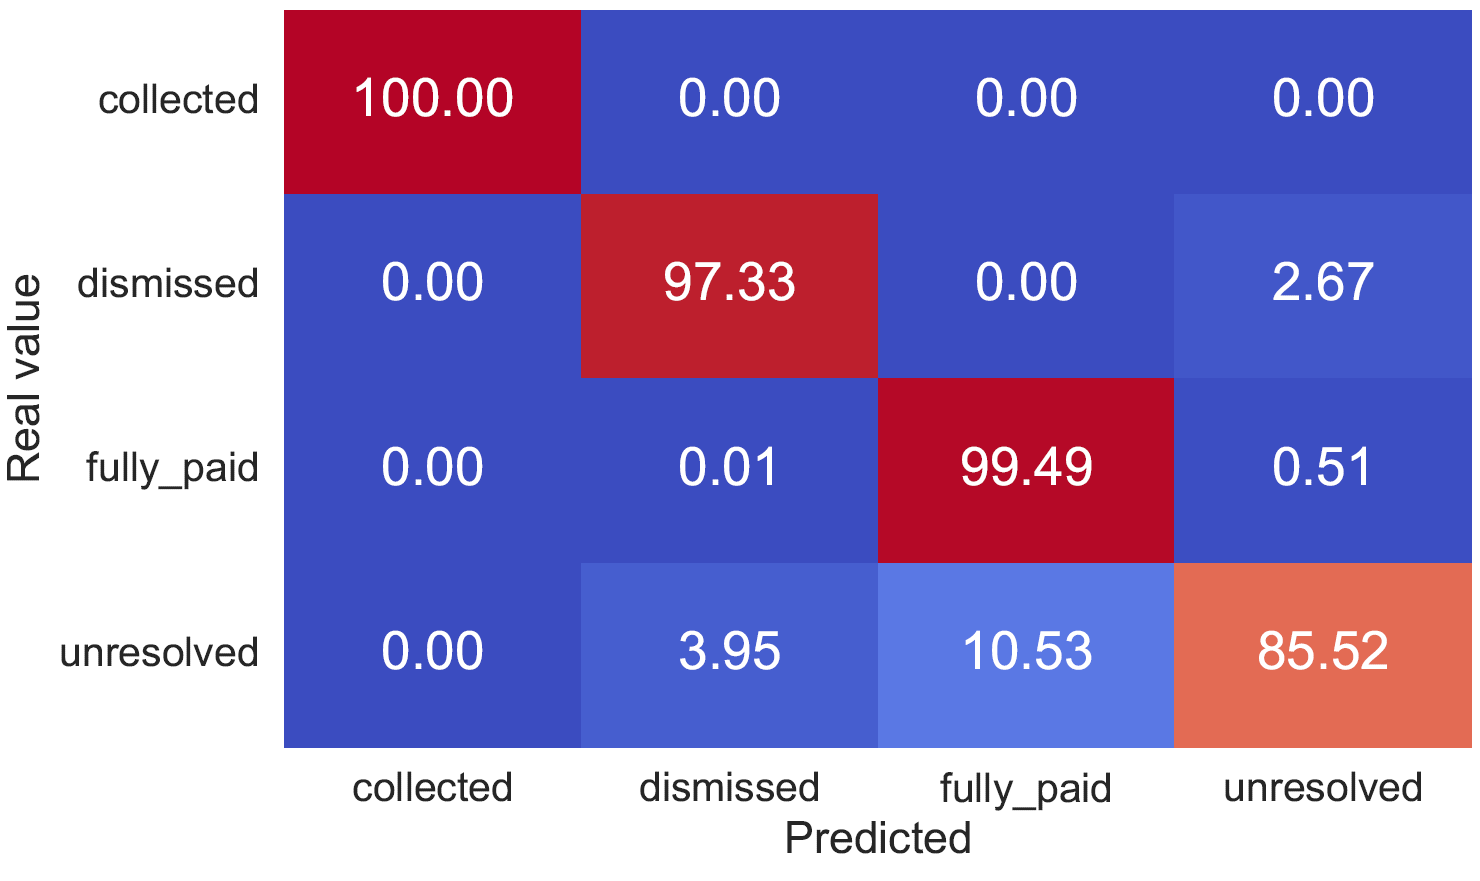 collected 100.00 0.00 0.00 0.00
dismissed 0.00 97.33 0.00 2.67
fully_paid 0.00 0.01 99.49 0.51
unresolved 0.00 3.95 10.53 85.52
Real value
collected dismissed fully_paid unresolved
Predicted